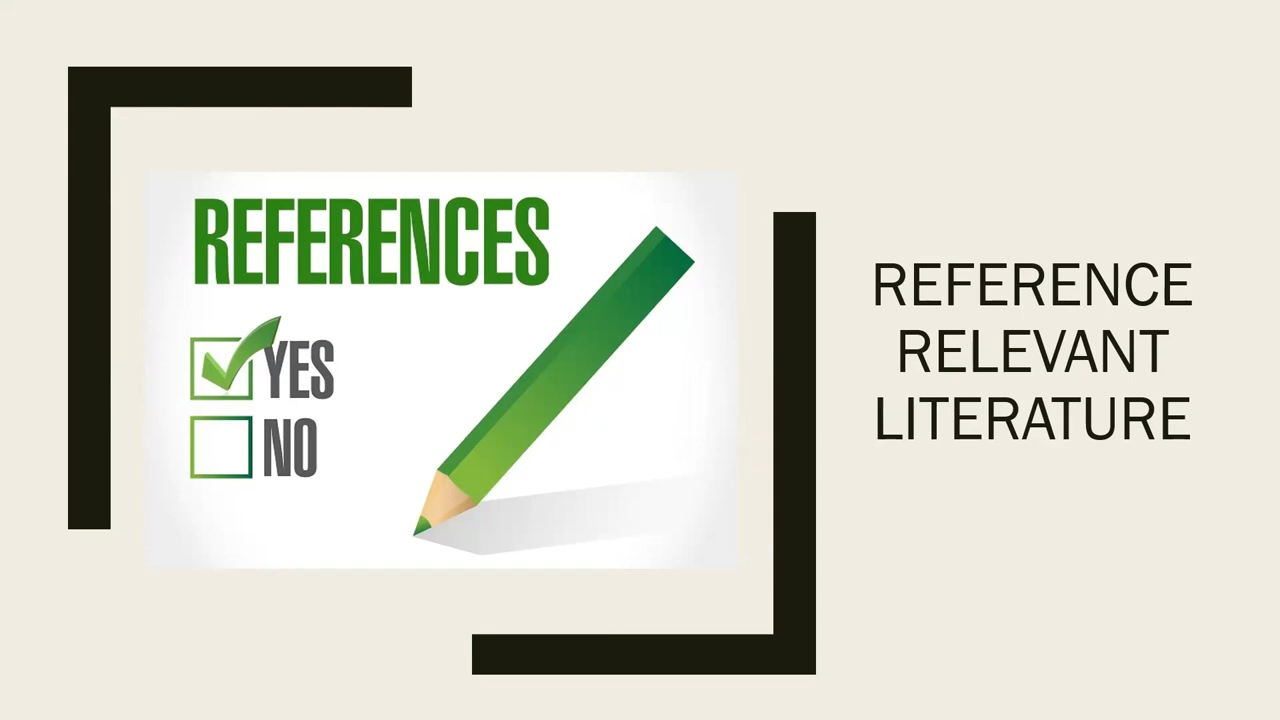 REFERENCES
YES
NO
REFERENCE
RELEVANT
LITERATURE